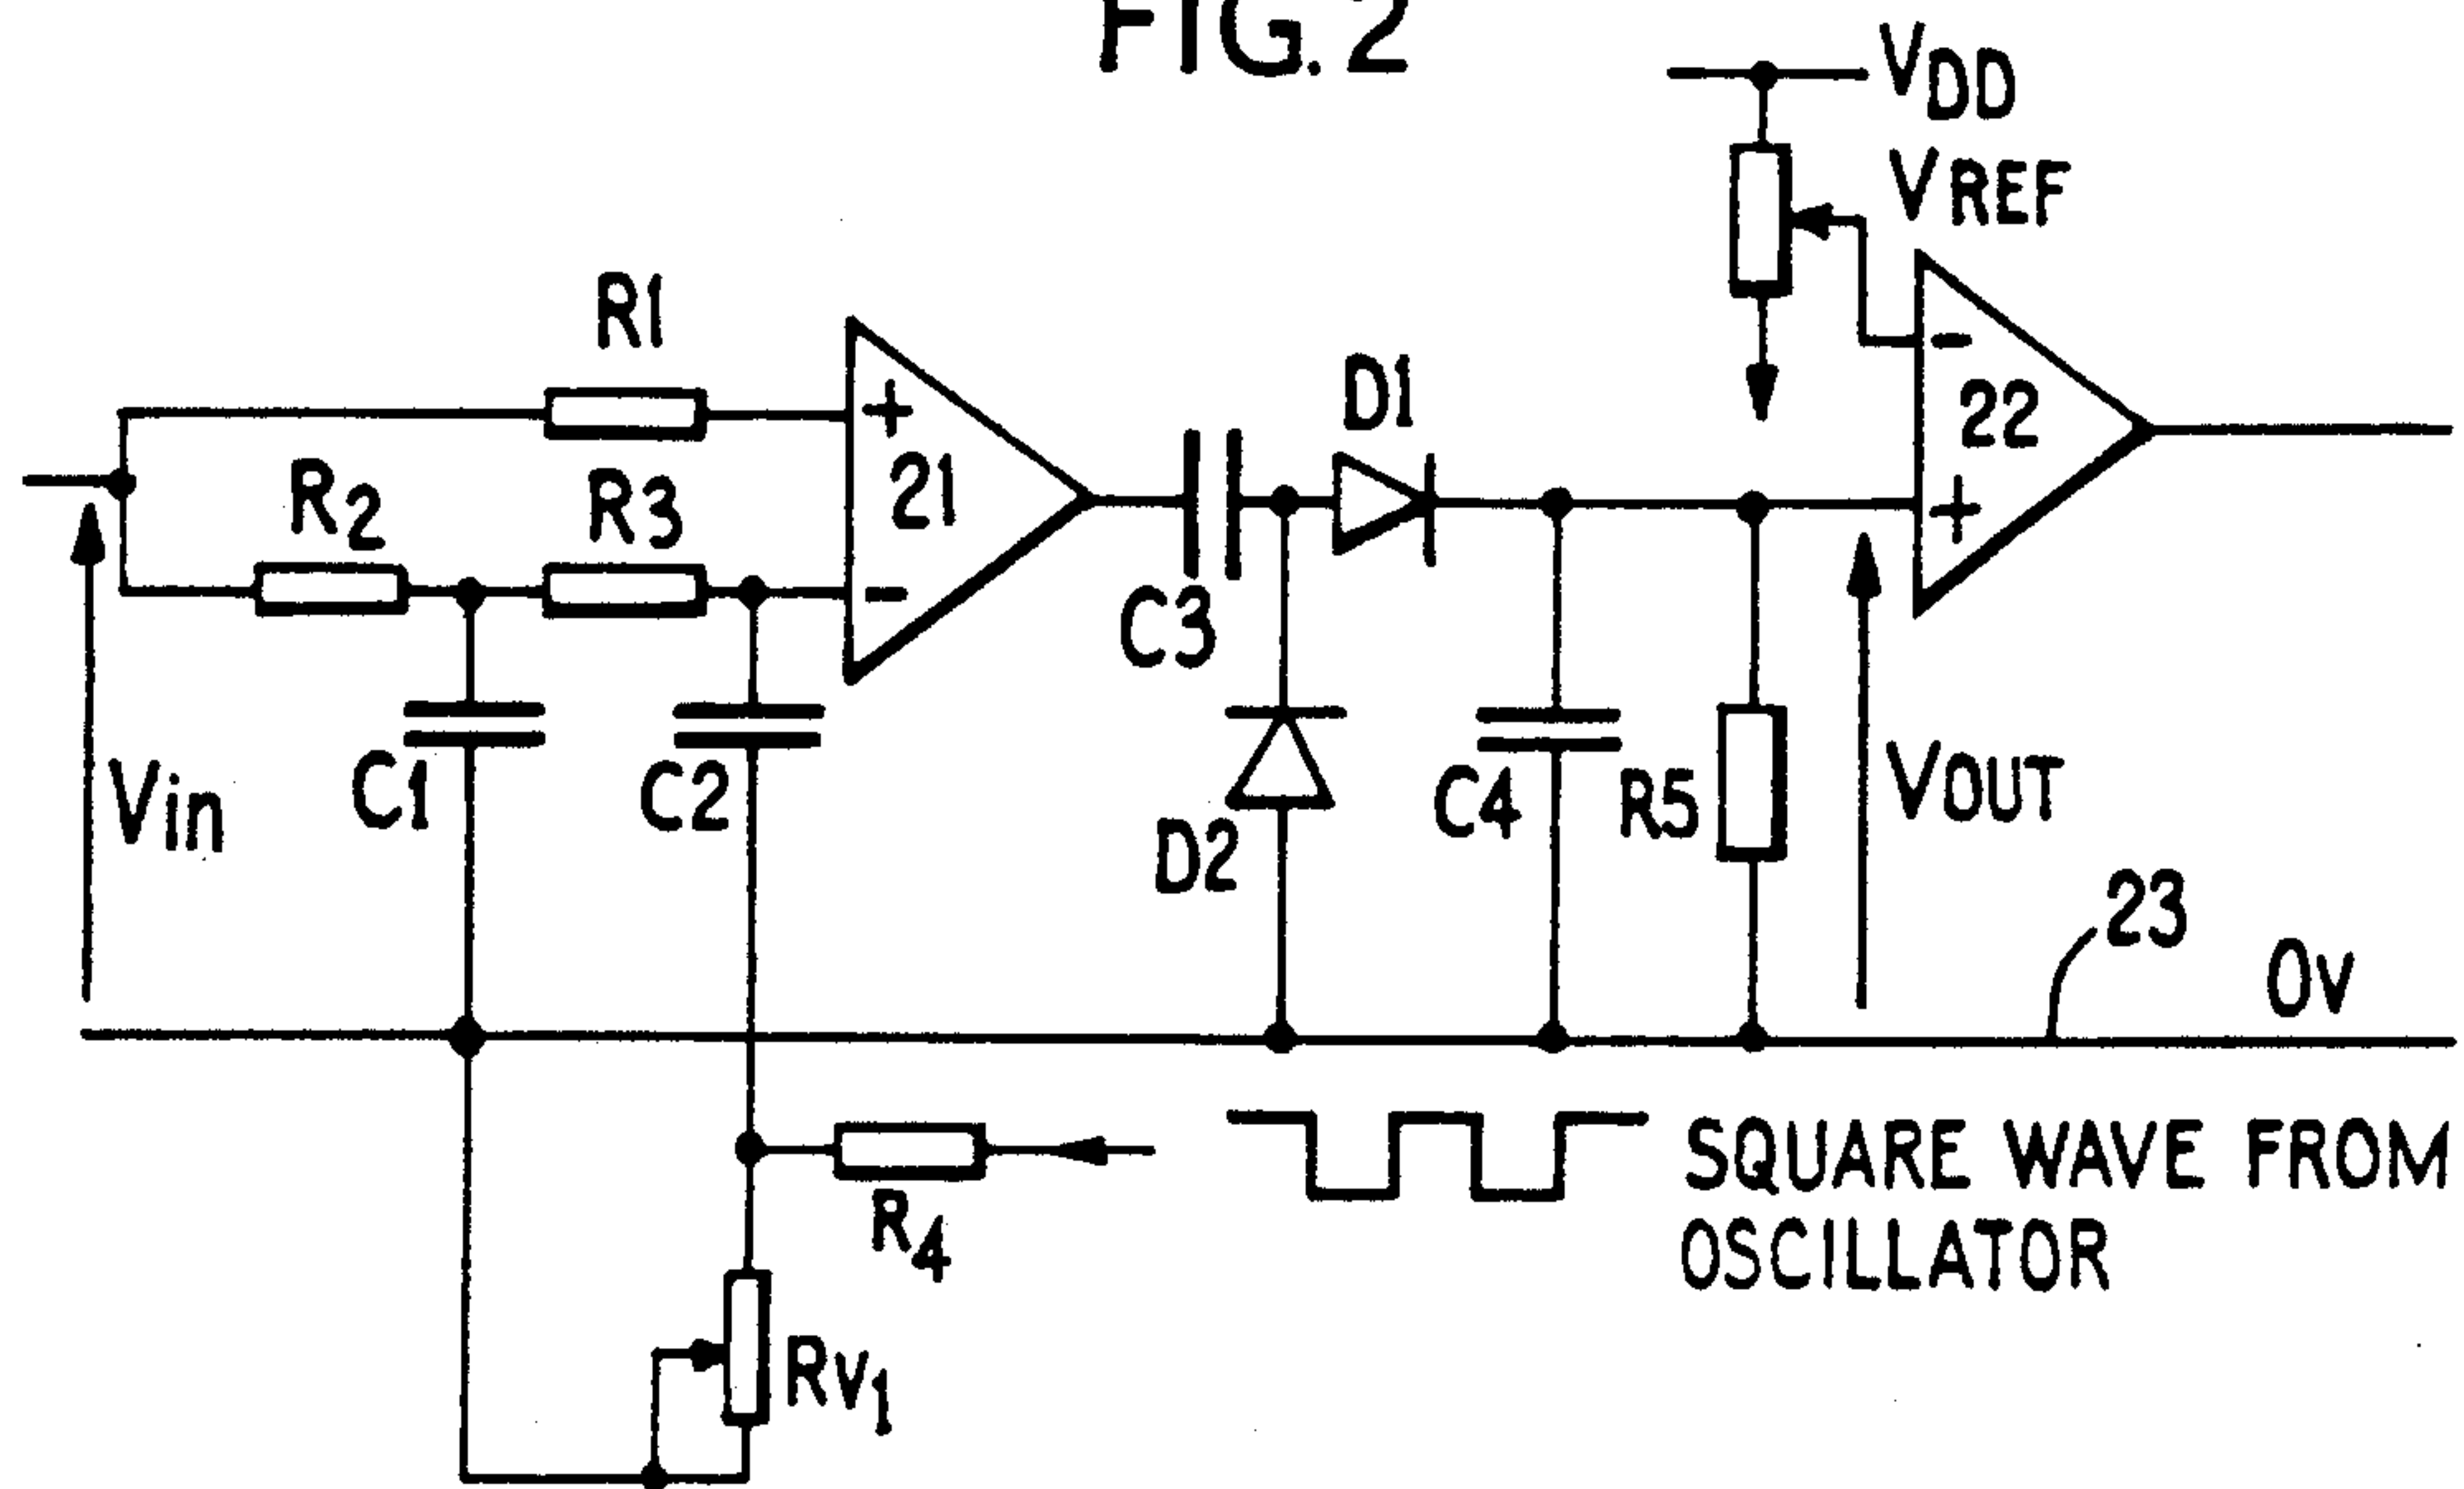 FIG. 2
VDD
VREF
R1
D1
+
-
21
22
R2
R3
-
+
C3
Vin
C1
C2
D2
C4
R5
VOUT
23
0v
R4
SQUARE WAVE FROM
OSCILLATOR
RV1